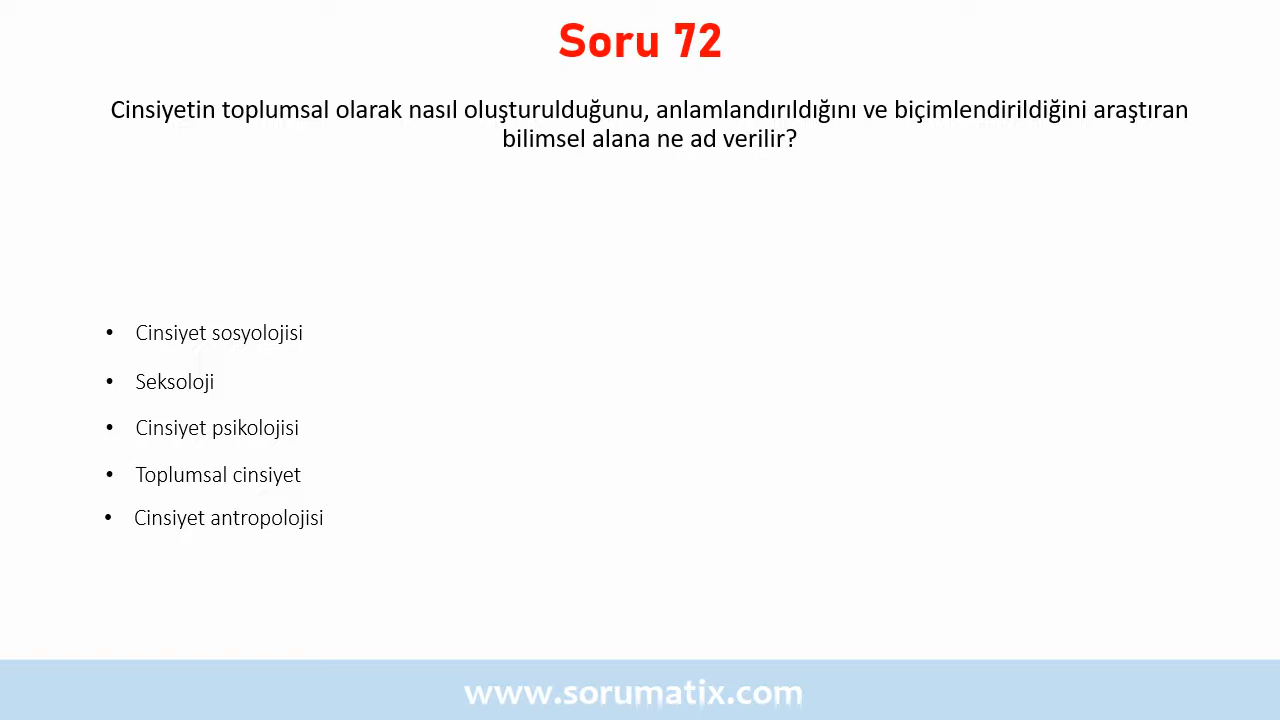 Soru 72
Cinsiyetin toplumsal olarak nasıl oluşturulduğunu, anlamlandırıldığını ve biçimlendirildiğini araştıran
bilimsel alana ne ad verilir?
• Cinsiyet sosyolojisi
• Seksoloji
• Cinsiyet psikolojisi
• Toplumsal cinsiyet
• Cinsiyet antropolojisi
www.sorumatix.com